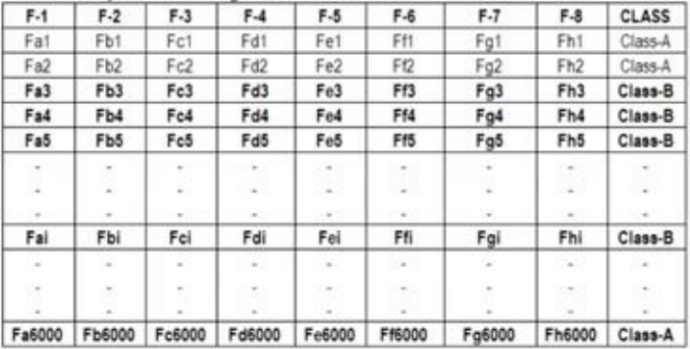 F-1 F-2 F-3 F-4 F-5 F-6 F-7 F-8 CLASS
Fa1 Fb1 Fc1 Fd1 Fe1 Ff1 Fg1 Fh1 Class-A
Fa2 Fb2 Fc2 Fd2 Fe2 Ff2 Fg2 Fh2 Class-A
Fa3 Fb3 Fc3 Fd3 Fe3 Ff3 Fg3 Fh3 Class-B
Fa4 Fb4 Fc4 Fd4 Fe4 Ff4 Fg4 Fh4 Class-B
Fa5 Fb5 Fc5 Fd5 Fe5 Ff5 Fg5 Fh5 Class-B
- - - - - - - - -
- - - - - - - - -
- - - - - - - - -
Fai Fbi Fci Fdi Fei Ffi Fgi Fhi Class-B
- - - - - - - - -
- - - - - - - - -
- - - - - - - - -
Fa6000 Fb6000 Fc6000 Fd6000 Fe6000 Ff6000 Fg6000 Fh6000 Class-A